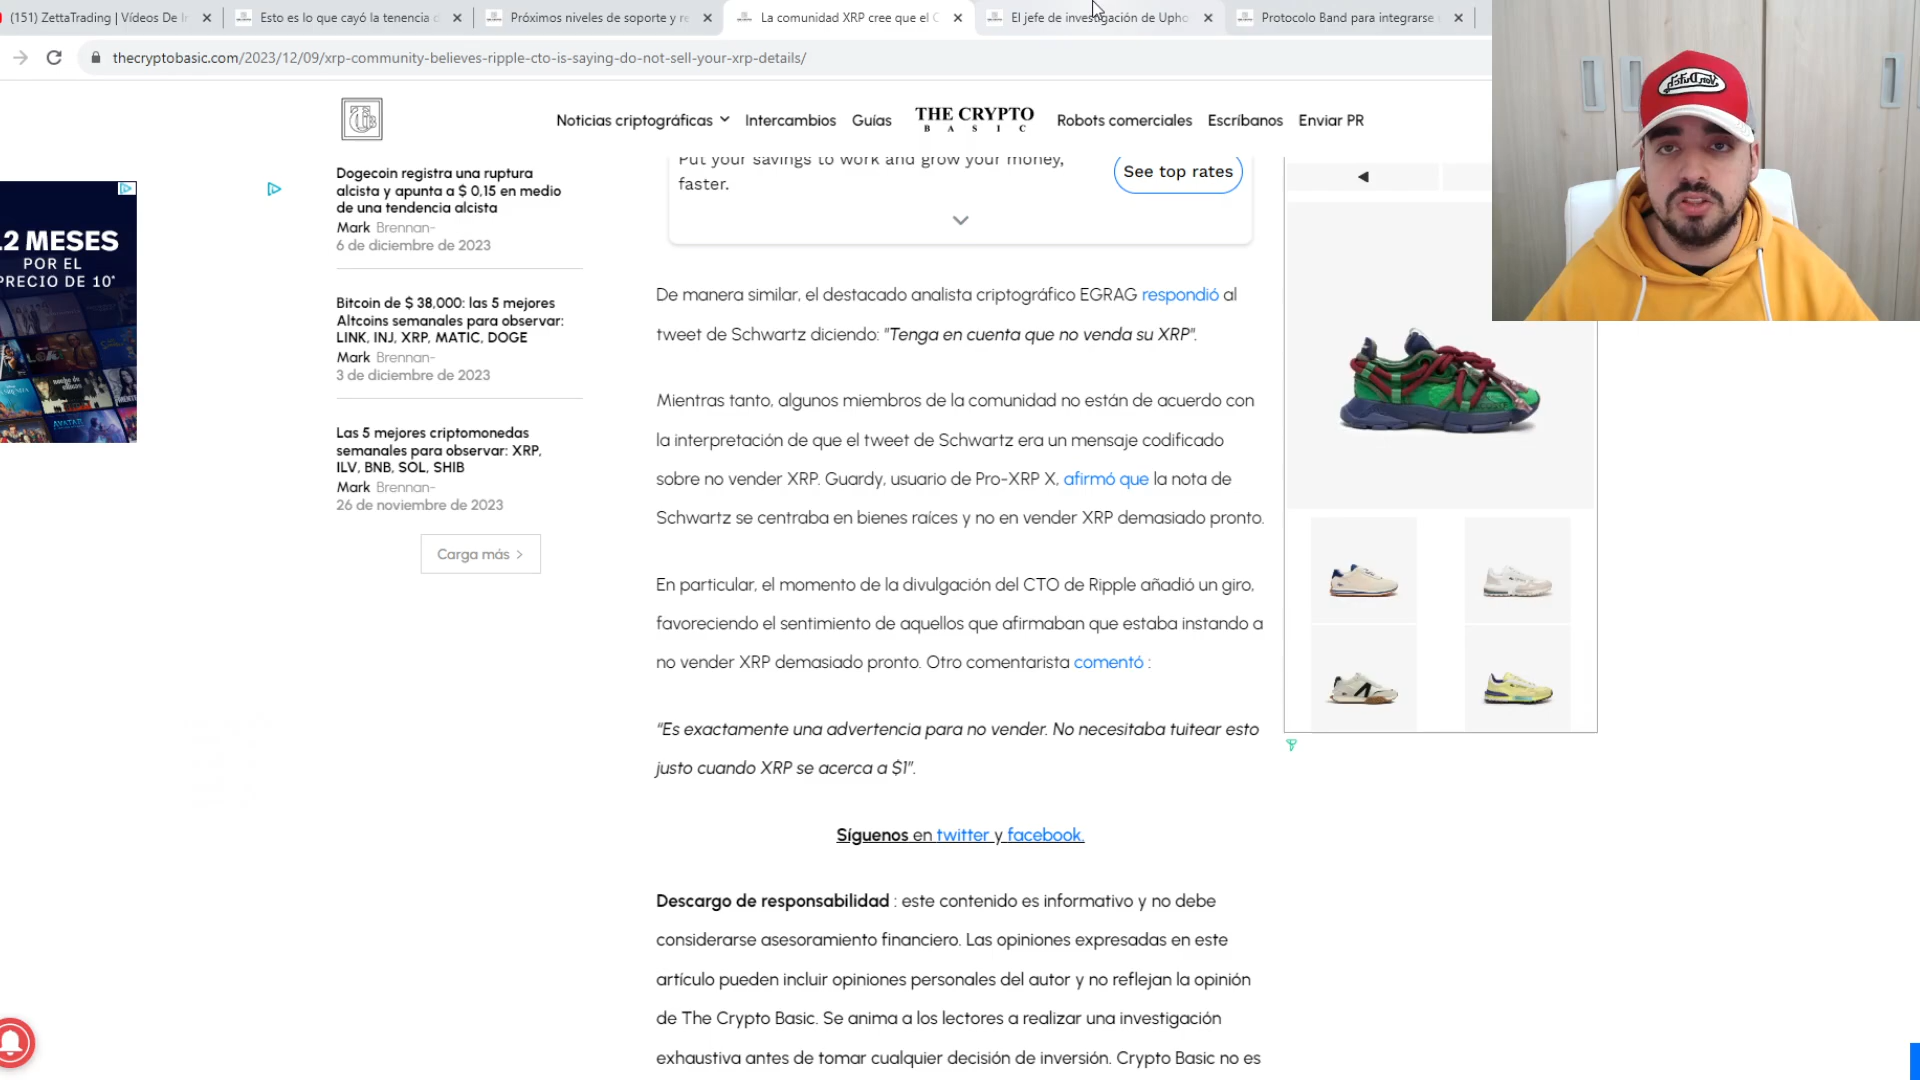 (151) ZettaTrading | Vídeos De In
Esto es lo que cayó la tenencia d
Próximos niveles de soporte y re
La comunidad XRP cree que el C
El jefe de investigación de Upho
Protocolo Band para integrarse
thecryptobasic.com/2023/12/09/xrp-community-believes-ripple-cto-is-saying-do-not-sell-your-xrp-details/
Noticias criptográficas
Intercambios
Guías
THE CRYPTO
BASIC
Robots comerciales
Escríbanos
Enviar PR
.2 MESES
POR EL
PRECIO DE 10*
AVATAR
Dogecoin registra una ruptura
alcista y apunta a $ 0,15 en medio
de una tendencia alcista
Mark Brennan-
6 de diciembre de 2023
Bitcoin de $ 38,000: las 5 mejores
Altcoins semanales para observar:
LINK, INJ, XRP, MATIC, DOGE
Mark Brennan-
3 de diciembre de 2023
Las 5 mejores criptomonedas
semanales para observar: XRP,
ILV, BNB, SOL, SHIB
Mark Brennan-
26 de noviembre de 2023
Carga más >
Put your savings to work and grow your money,
faster.
See top rates
De manera similar, el destacado analista criptográfico EGRAG respondió al
tweet de Schwartz diciendo: "Tenga en cuenta que no venda su XRP".
Mientras tanto, algunos miembros de la comunidad no están de acuerdo con
la interpretación de que el tweet de Schwartz era un mensaje codificado
sobre no vender XRP. Guardy, usuario de Pro-XRP X, afirmó que la nota de
Schwartz se centraba en bienes raíces y no en vender XRP demasiado pronto.
En particular, el momento de la divulgación del CTO de Ripple añadió un giro,
favoreciendo el sentimiento de aquellos que afirmaban que estaba instando a
no vender XRP demasiado pronto. Otro comentarista comentó :
“Es exactamente una advertencia para no vender. No necesitaba tuitear esto
justo cuando XRP se acerca a $1”.
Síguenos en twitter y facebook.
Descargo de responsabilidad : este contenido es informativo y no debe
considerarse asesoramiento financiero. Las opiniones expresadas en este
artículo pueden incluir opiniones personales del autor y no reflejan la opinión
de The Crypto Basic. Se anima a los lectores a realizar una investigación
exhaustiva antes de tomar cualquier decisión de inversión. Crypto Basic no es